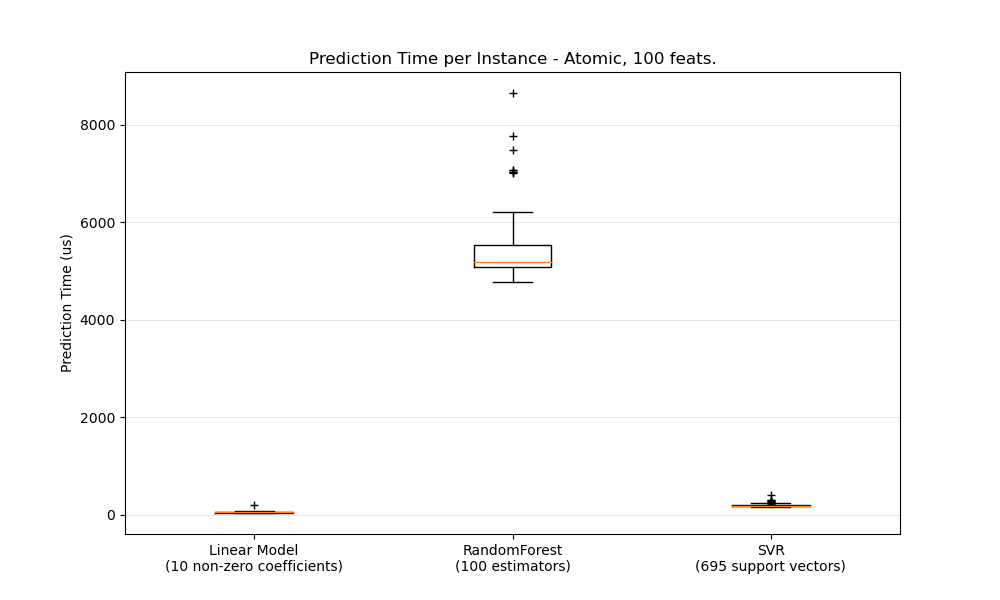 Prediction Time per Instance - Atomic, 100 feats.
Prediction Time (us)
8000
6000
4000
2000
0
Linear Model
(10 non-zero coefficients)
RandomForest
(100 estimators)
SVR
(695 support vectors)